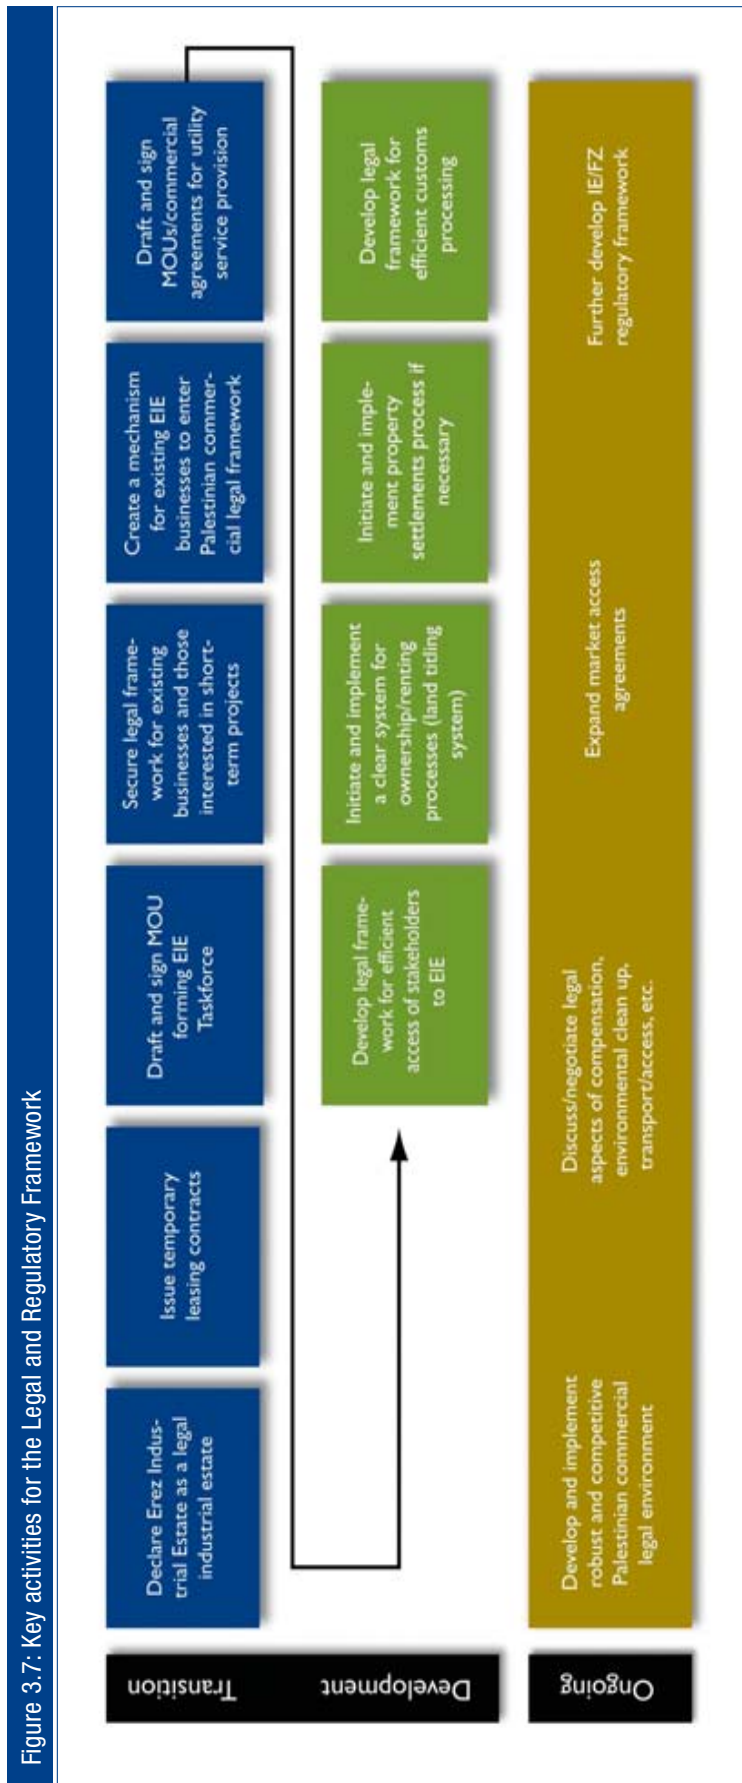 Figure 3.7: Key activities for the Legal and Regulatory Framework
Transition
Declare Erez Indus-
trial Estate as a legal
industrial estate
Issue temporary
leasing contracts
Draft and sign MOU
forming EIE
Taskforce
Secure legal frame-
work for existing
businesses and those
interested in short-
term projects
Create a mechanism
for existing EIE
businesses to enter
Palestinian commer-
cial legal framework
Draft and sign
MOUs/commercial
agreements for utility
service provision
Development
Develop legal frame-
work for efficient
access of stakeholders
to EIE
Initiate and implement
a clear system for
ownership/renting
processes (land titling
system)
Initiate and imple-
ment property
settlements process if
necessary
Develop legal
framework for
efficient customs
processing
Ongoing
Develop and implement
robust and competitive
Palestinian commercial
legal environment
Discuss/negotiate legal
aspects of compensation,
environmental clean up,
transport/access, etc.
Expand market access
agreements
Further develop IE/FZ
regulatory framework